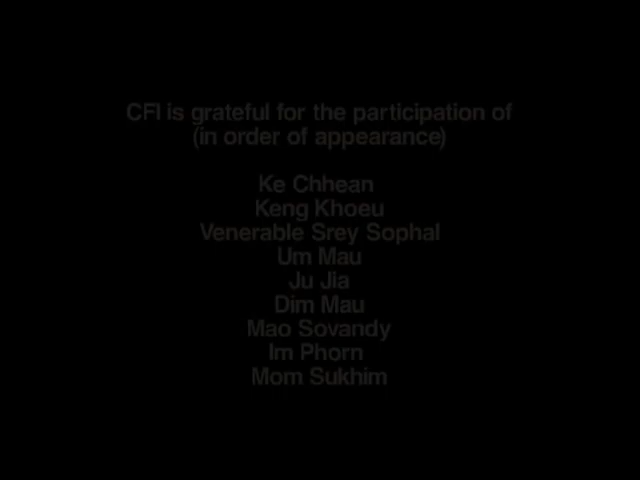 CFI is grateful for the participation of
(in order of appearance)
Ke Chhean
Keng Khoeu
Venerable Srey Sophal
Um Mau
Ju Jia
Dim Mau
Mao Sovandy
Im Phorn
Mom Sukhim